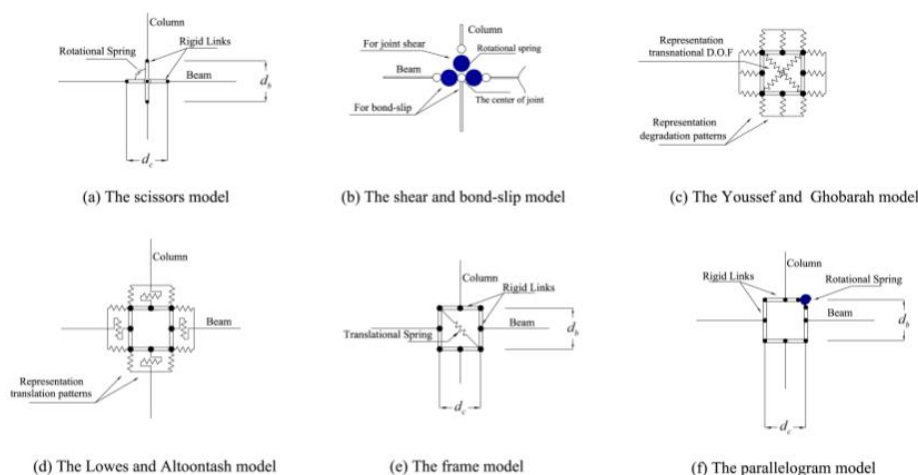 Column
Rotational Spring
Rigid Links
Beam
d_b
d_c
(a) The scissors model
Column
For joint shear
Rotational spring
Beam
The center of joint
For bond-slip
(b) The shear and bond-slip model
Representation
transnational D.O.F
Representation
degradation patterns
(c) The Youssef and Ghobarah model
Column
Beam
Representation
translation patterns
(d) The Lowes and Altoontash model
Column
Rigid Links
Beam
Translational Spring
d_b
d_c
(e) The frame model
Column
Rigid Links
Rotational Spring
Beam
d_b
d_c
(f) The parallelogram model